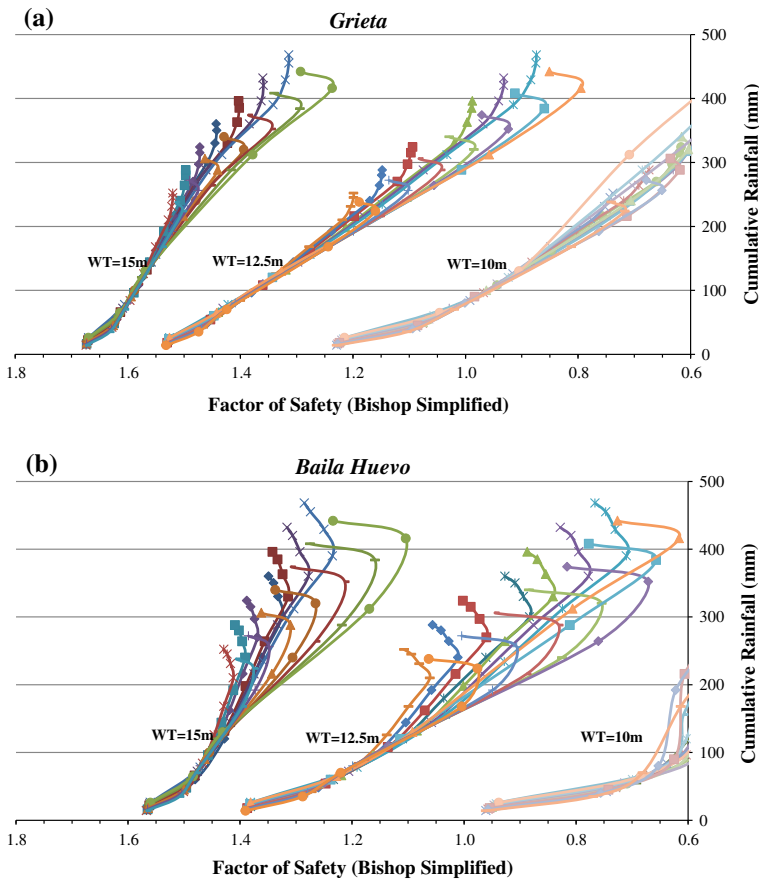 (a)
Grieta
500
400
300
200
100
0
Cumulative Rainfall (mm)
WT=15m
WT=12.5m
WT=10m
1.8
1.6
1.4
1.2
1.0
0.8
0.6
Factor of Safety (Bishop Simplified)
(b)
Baila Huevo
500
400
300
200
100
0
Cumulative Rainfall (mm)
WT=15m
WT=12.5m
WT=10m
1.8
1.6
1.4
1.2
1.0
0.8
0.6
Factor of Safety (Bishop Simplified)